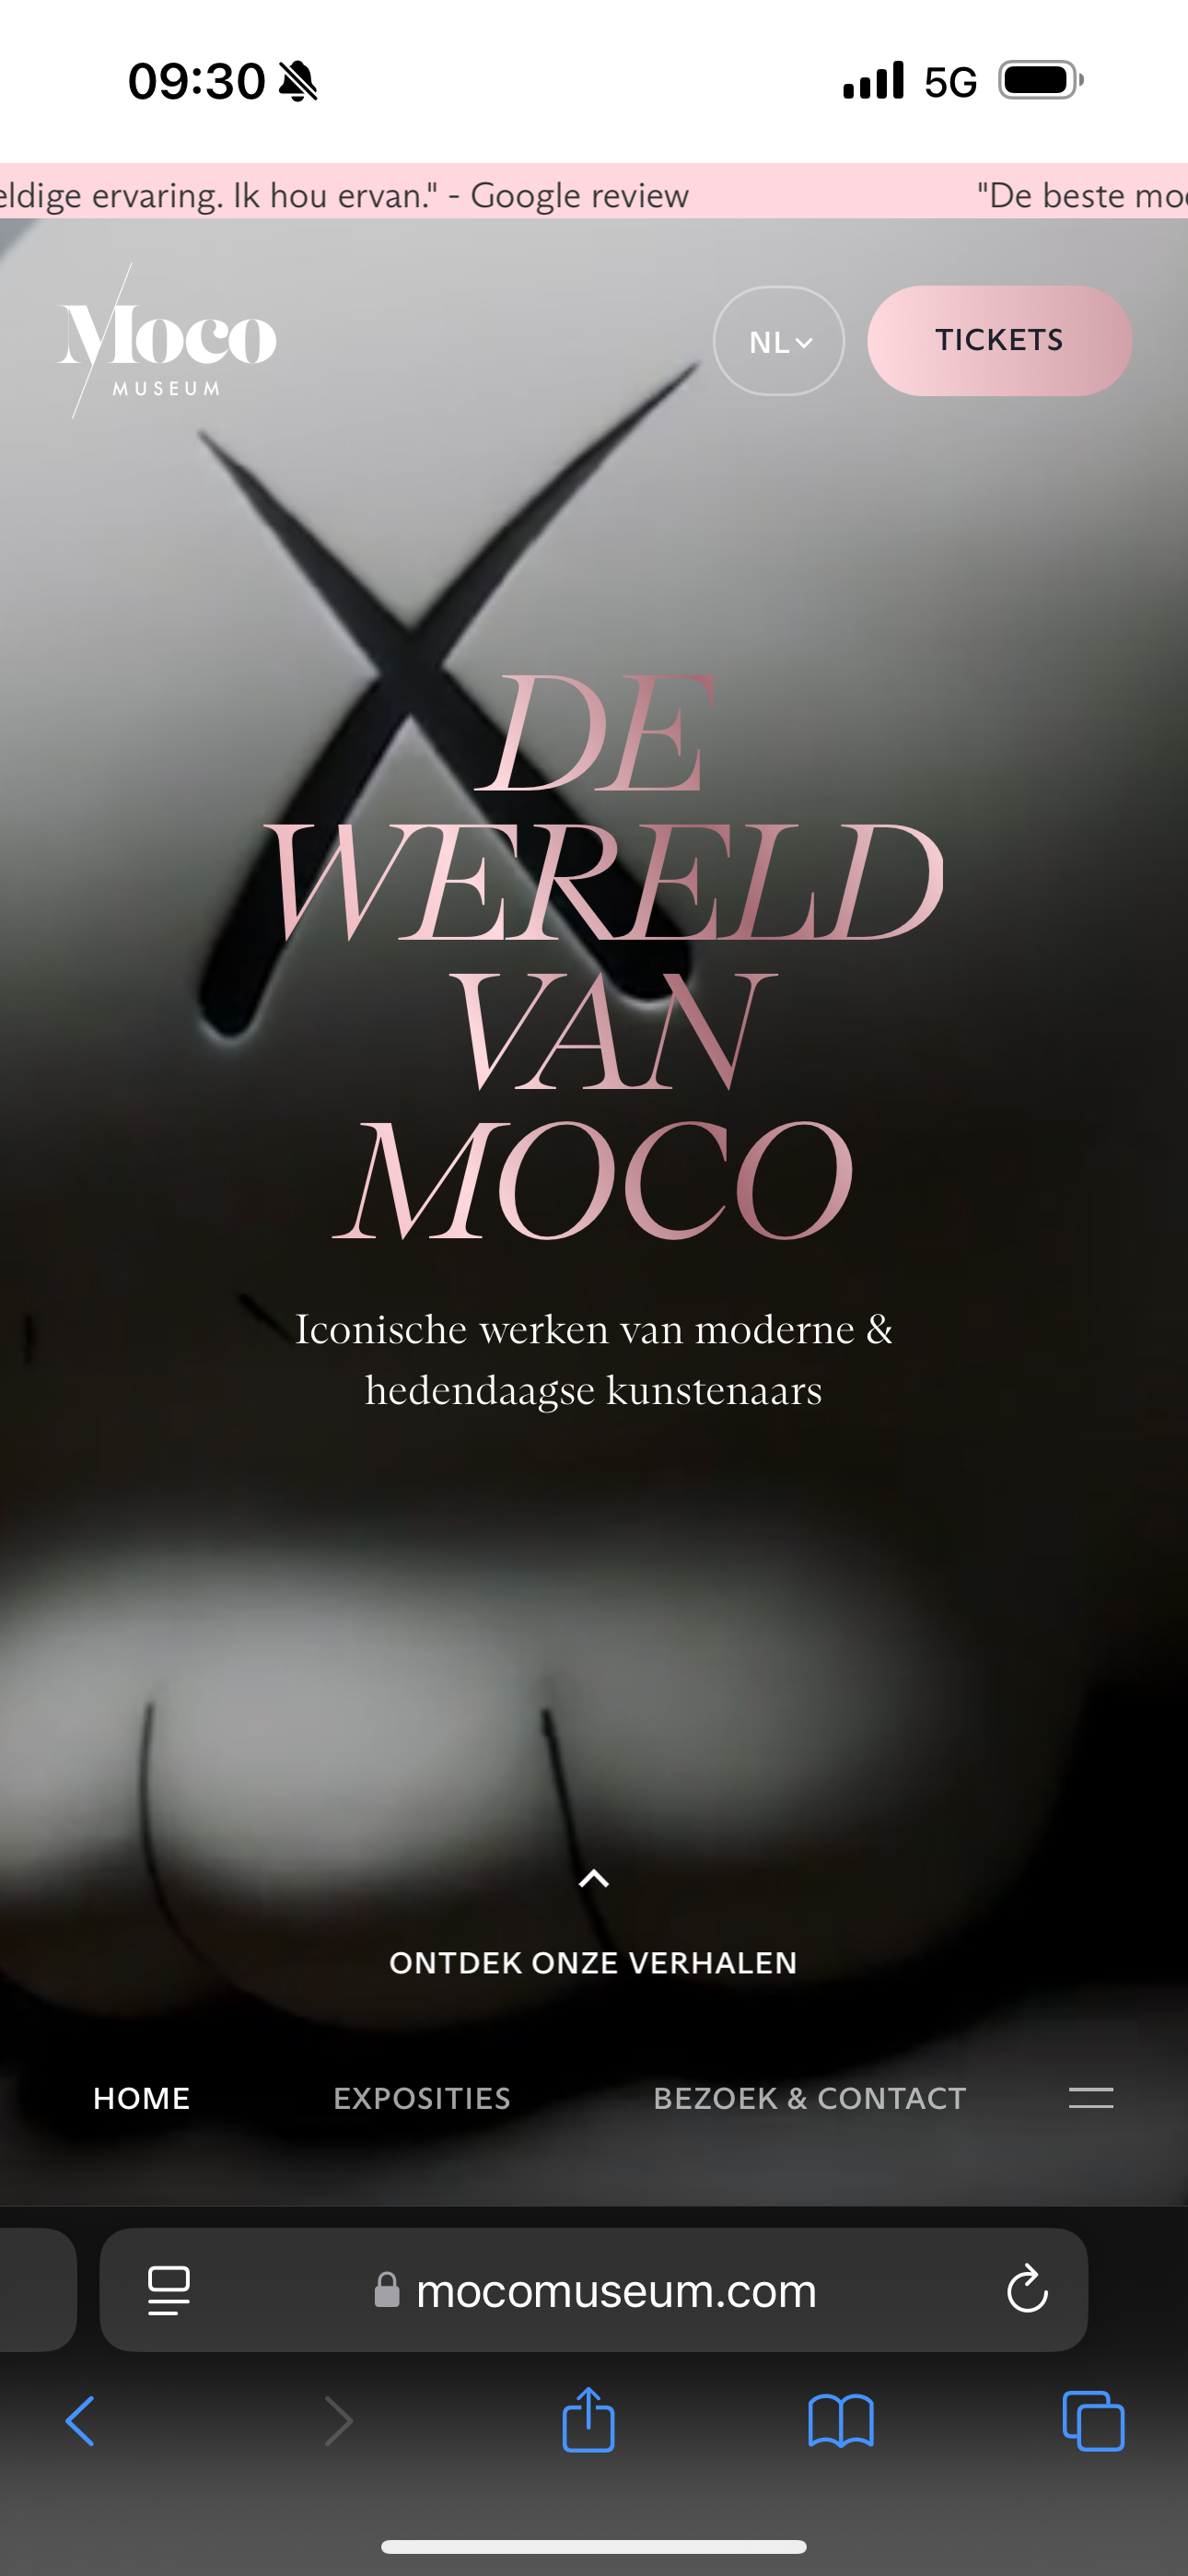 09:30 5G
eldige ervaring. Ik hou ervan." - Google review "De beste
Moco
MUSEUM
NL TICKETS
DE
WERELD
VAN
MOCO
Iconische werken van moderne &
hedendaagse kunstenaars
ONTDEK ONZE VERHALEN
HOME EXPOSITIES BEZOEK & CONTACT
mocomuseum.com